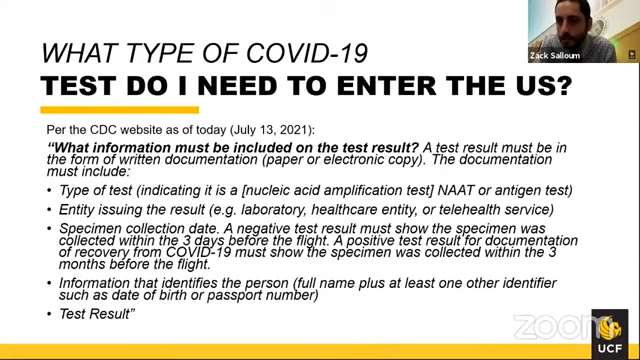 Zack Salloum
WHAT TYPE OF COVID-19
TEST DO I NEED TO ENTER THE US?
Per the CDC website as of today (July 13, 2021):
"What information must be included on the test result? A test result must be in
the form of written documentation (paper or electronic copy). The documentation
must include:
• Type of test (indicating it is a [nucleic acid amplification test] NAAT or antigen test)
• Entity issuing the result (e.g. laboratory, healthcare entity, or telehealth service)
• Specimen collection date. A negative test result must show the specimen was
collected within the 3 days before the flight. A positive test result for documentation
of recovery from COVID-19 must show the specimen was collected within the 3
months before the flight.
• Information that identifies the person (full name plus at least one other identifier
such as date of birth or passport number)
• Test Result"
zoom
UCF